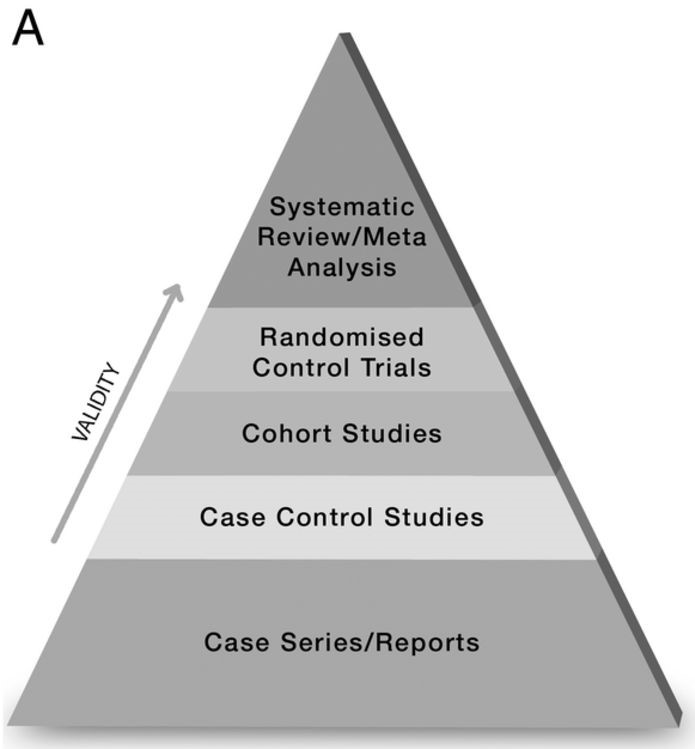 A
Systematic
Review/Meta
Analysis
Randomised
Control Trials
VALIDITY
Cohort Studies
Case Control Studies
Case Series/Reports